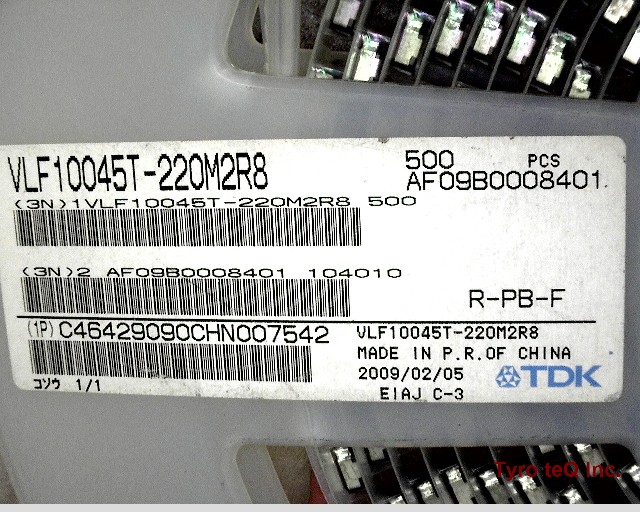 VLF10045T-220M2R8
500 PCS
AF09B0008401
(3N)1VLF10045T-220M2R8 500
(3N)2 AF09B0008401 104010
R-PB-F
(1P) C46429090CHN007542
VLF10045T-220M2R8
MADE IN P.R.OF CHINA
2009/02/05
TDK
EIAJ C-3
コソウ 1/1
Tyro teQ Inc.